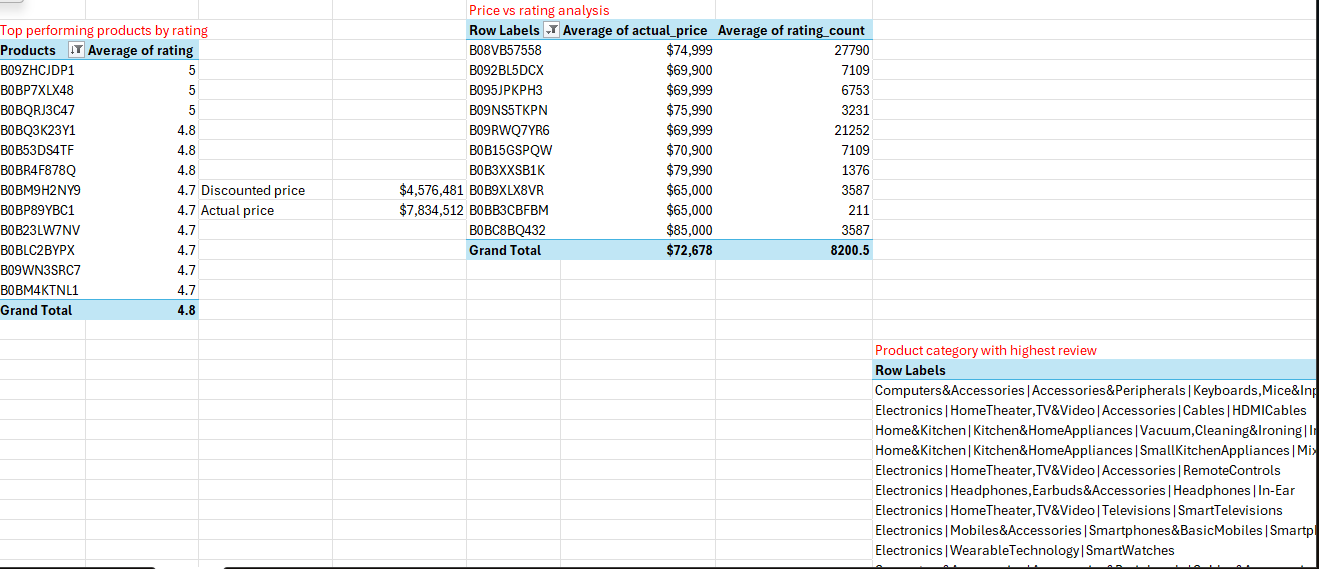 Price vs rating analysis
Top performing products by rating
Row Labels Average of actual_price Average of rating_count
Products Average of rating
B08VB57558 $74,999 27790
B09ZHCJDP1 5
B092BL5DCX $69,900 7109
B0BP7XLX48 5
B095JPKPH3 $69,999 6753
B0BQRJ3C47 5
B09NS5TKPN $75,990 3231
B0BQ3K23Y1 4.8
B09RWQ7YR6 $69,999 21252
B0B53DS4TF 4.8
B0B15GSPQW $70,900 7109
B0BR4F878Q 4.8
B0B3XXSB1K $79,990 1376
B0BM9H2NY9 4.7 Discounted price $4,576,481
B0B9XLX8VR $65,000 3587
B0BP89YBC1 4.7 Actual price $7,834,512
B0BB3CBFBM $65,000 211
B0B23LW7NV 4.7
B0BC8BQ432 $85,000 3587
B0BLC2BYPX 4.7
Grand Total $72,678 8200.5
B09WN3SRC7 4.7
B0BM4KTNL1 4.7
Grand Total 4.8
Product category with highest review
Row Labels
Computers&Accessories|Accessories&Peripherals|Keyboards,Mice&Inp
Electronics|HomeTheater,TV&Video|Accessories|Cables|HDMICables
Home&Kitchen|Kitchen&HomeAppliances|Vacuum,Cleaning&Ironing|
Home&Kitchen|Kitchen&HomeAppliances|SmallKitchenAppliances|Mix
Electronics|HomeTheater,TV&Video|Accessories|RemoteControls
Electronics|Headphones,Earbuds&Accessories|Headphones|In-Ear
Electronics|HomeTheater,TV&Video|Televisions|SmartTelevisions
Electronics|Mobiles&Accessories|Smartphones&BasicMobiles|Smartp
Electronics|WearableTechnology|SmartWatches